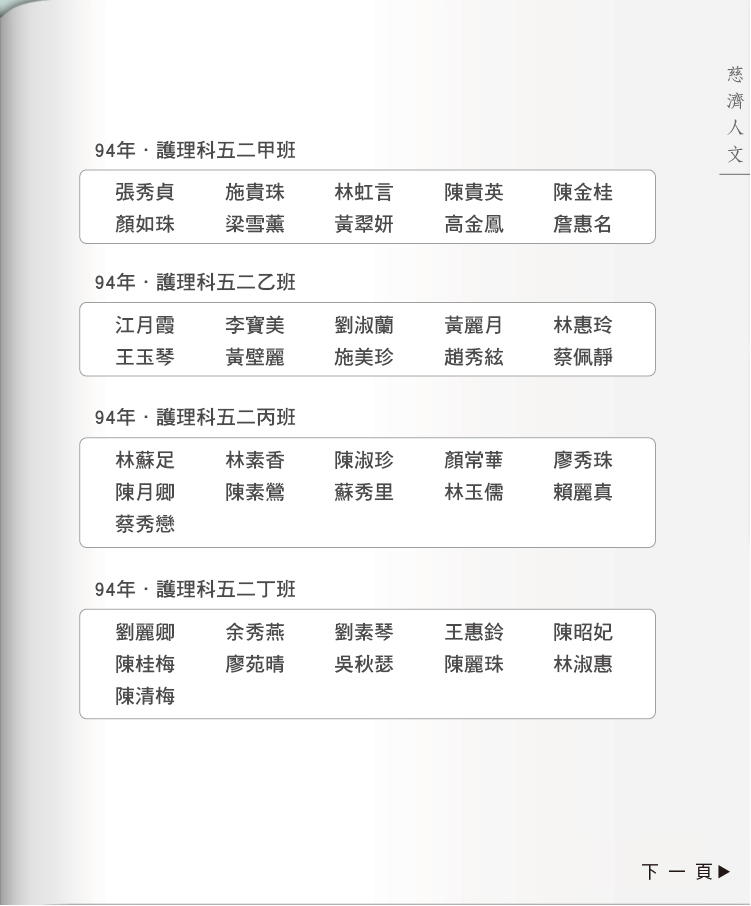 慈濟人文
94年．護理科五二甲班
張秀貞 施貴珠 林虹言 陳貴英 陳金桂
顏如珠 梁雪薰 黃翠妍 高金鳳 詹惠名
94年．護理科五二乙班
江月霞 李寶美 劉淑蘭 黃麗月 林惠玲
王玉琴 黃壁麗 施美珍 趙秀絃 蔡佩靜
94年．護理科五二丙班
林蘇足 林素香 陳淑珍 顏常華 廖秀珠
陳月卿 陳素鶯 蘇秀里 林玉儒 賴麗真
蔡秀戀
94年．護理科五二丁班
劉麗卿 余秀燕 劉素琴 王惠鈴 陳昭妃
陳桂梅 廖苑晴 吳秋瑟 陳麗珠 林淑惠
陳清梅
下一頁▶